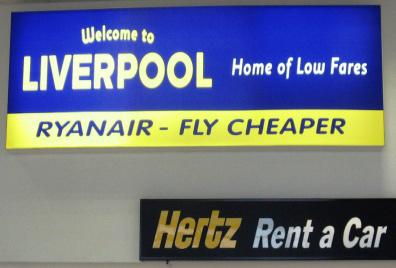 Welcome to
LIVERPOOL Home of Low Fares
RYANAIR - FLY CHEAPER
Hertz Rent a Car